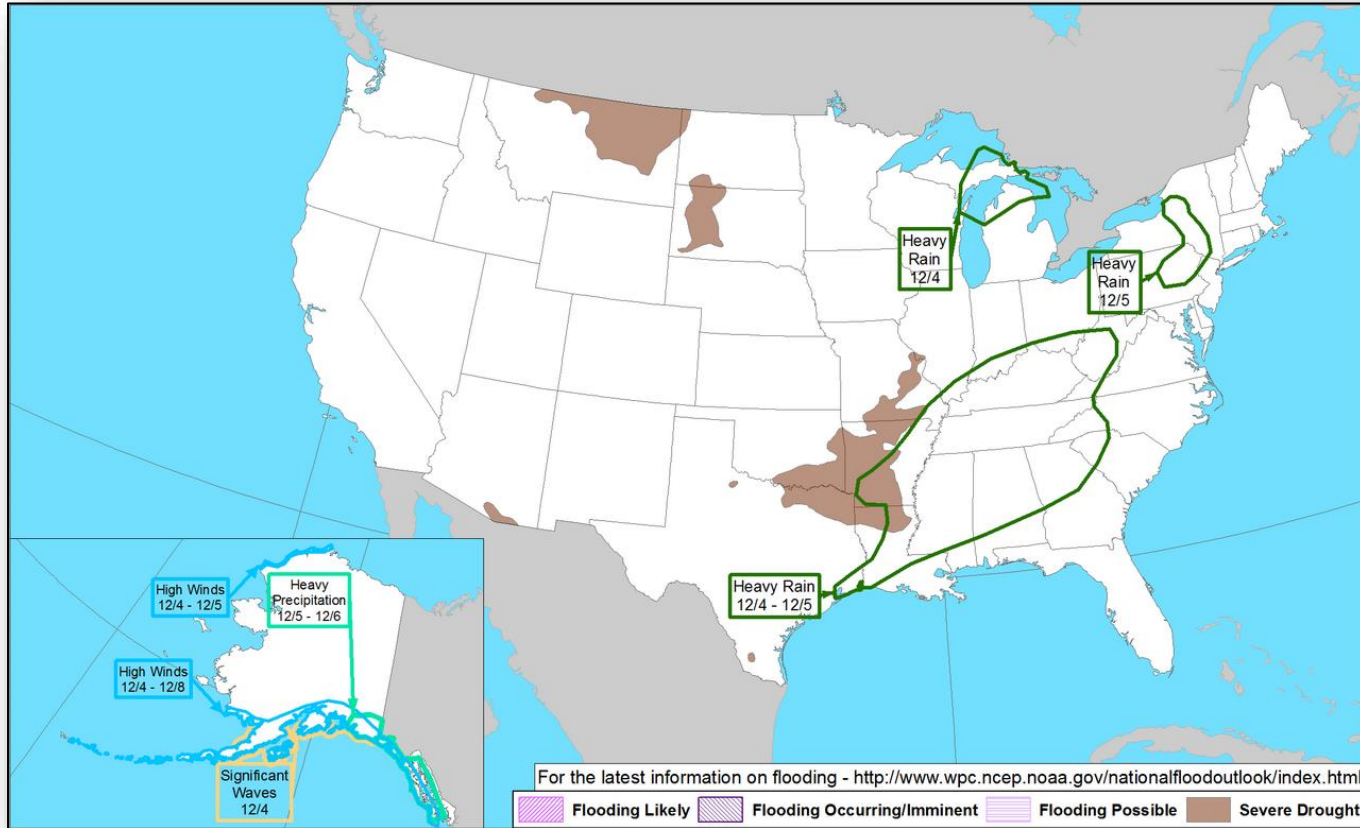 Heavy
Rain
12/4
Heavy
Rain
12/5
Heavy Rain
12/4 - 12/5
High Winds
12/4 - 12/5
Heavy
Precipitation
12/5 - 12/6
High Winds
12/4 - 12/8
Significant
Waves
12/4
For the latest information on flooding - http://www.wpc.ncep.noaa.gov/nationalfloodoutlook/index.html
Flooding Likely Flooding Occurring/Imminent Flooding Possible Severe Drought